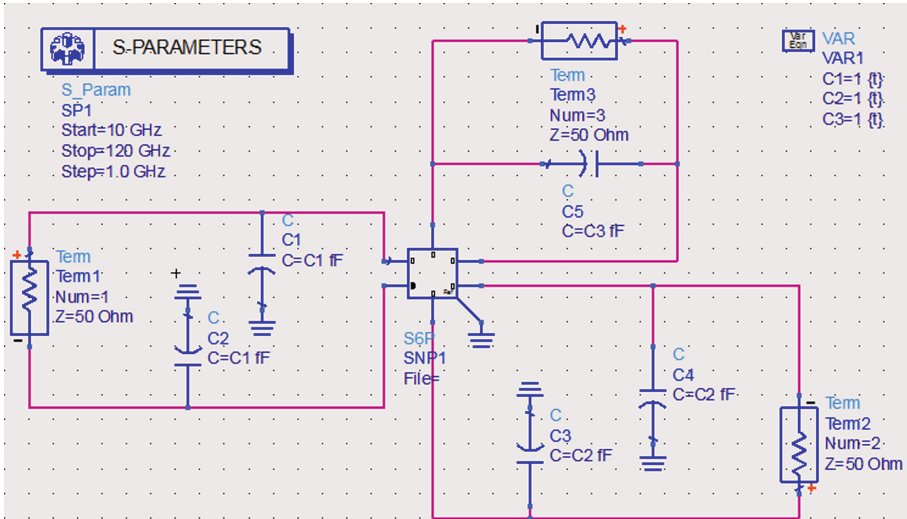 S-PARAMETERS
S_Param
SP1
Start=10 GHz
Stop=120 GHz
Step=1.0 GHz
Term
Term3
Num=3
Z=50 Ohm
C
C5
C=C3 fF
Var
Eqn
VAR
VAR1
C1=1 {t}
C2=1 {t}
C3=1 {t}
Term
Term1
Num=1
Z=50 Ohm
C
C1
C=C1 fF
C
C2
C=C1 fF
S6P
SNP1
File=
C
C3
C=C2 fF
C
C4
C=C2 fF
Term
Term2
Num=2
Z=50 Ohm